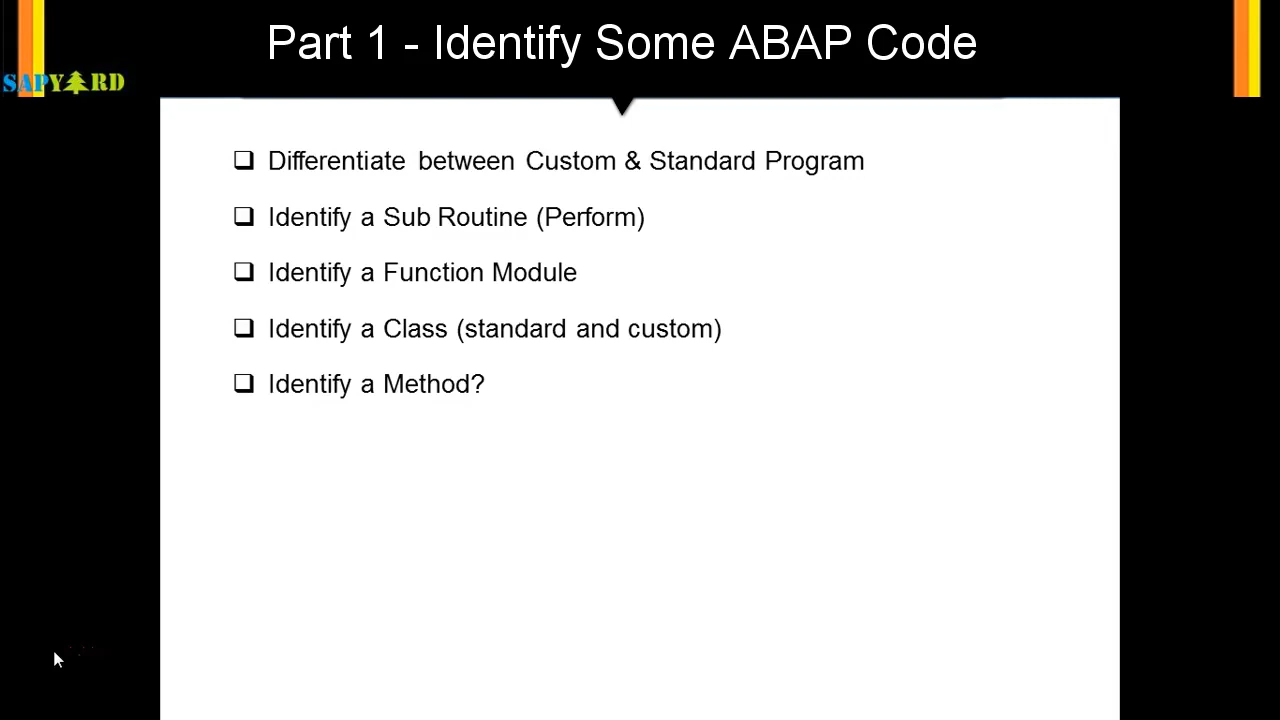 Part 1 - Identify Some ABAP Code
SAPYARD
Differentiate between Custom & Standard Program
Identify a Sub Routine (Perform)
Identify a Function Module
Identify a Class (standard and custom)
Identify a Method?